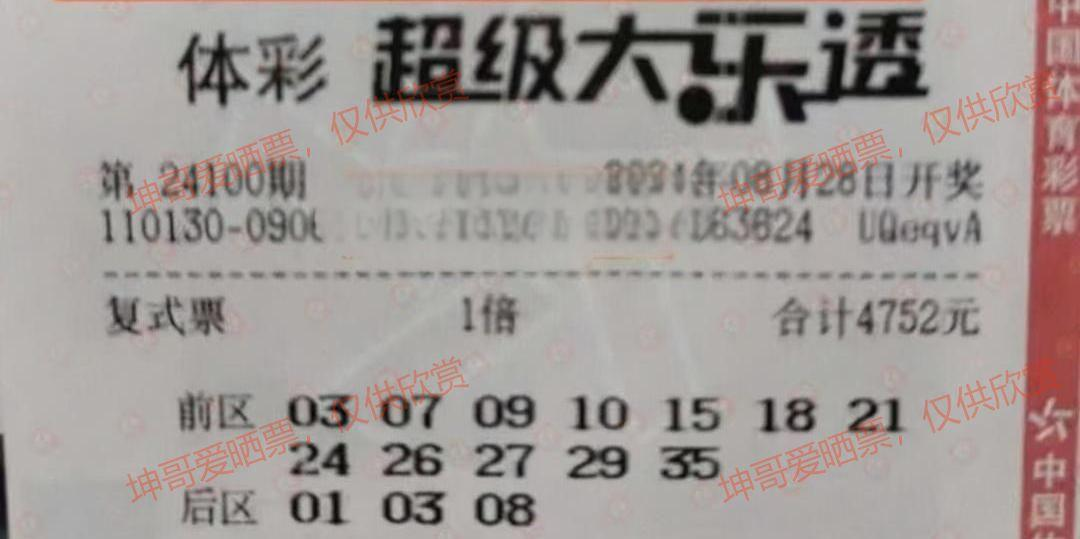 体彩 超级大乐透
第 24100期 2024年08月28日开奖
110130-090 163624 UQeqvA
复式票 1倍 合计4752元
前区 03 07 09 10 15 18 21
24 26 27 29 35
后区 01 03 08
坤哥爱晒票，仅供欣赏
坤哥爱晒票，仅供欣赏
坤哥爱晒票，仅供欣赏
坤哥爱晒票，仅供欣赏
中国体育彩票
中国